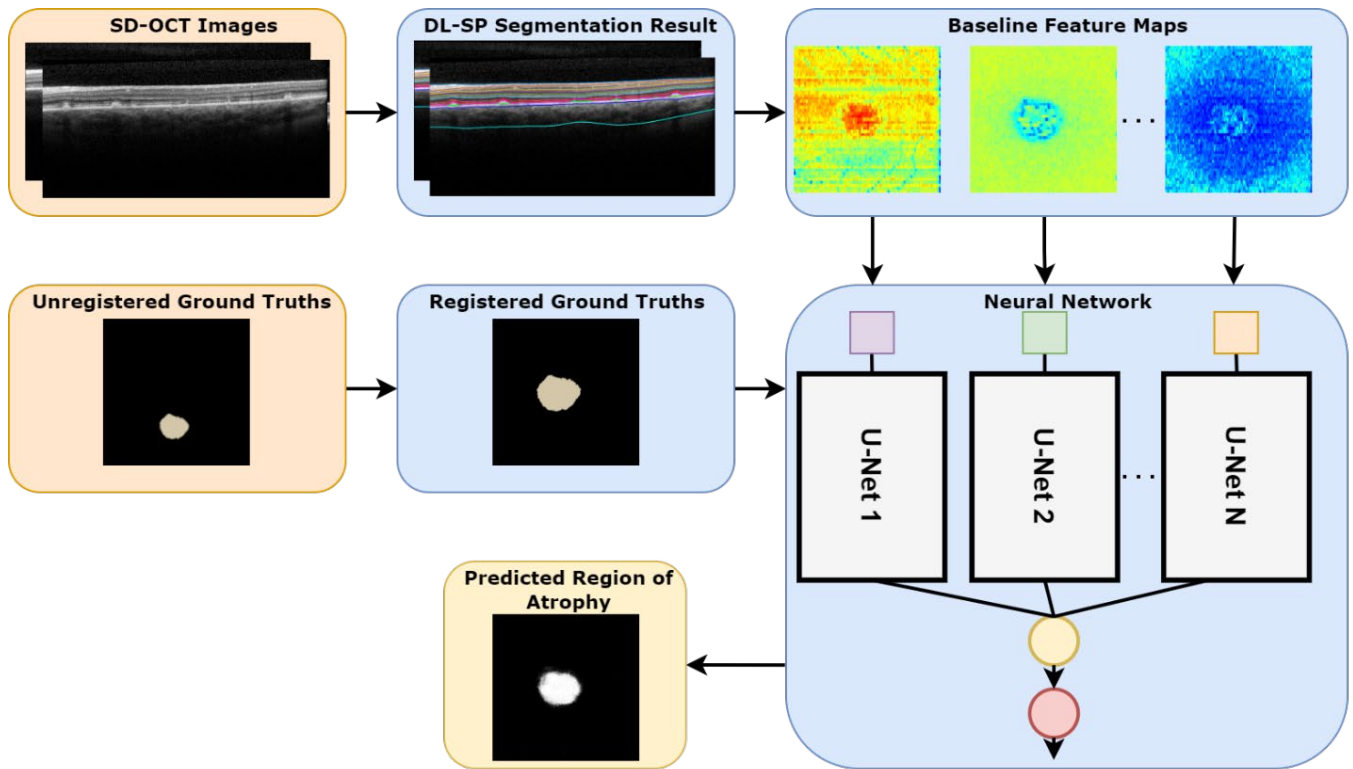 SD-OCT Images
DL-SP Segmentation Result
Baseline Feature Maps
. . .
Unregistered Ground Truths
Registered Ground Truths
Neural Network
U-Net 1
U-Net 2
. . .
U-Net N
Predicted Region of
Atrophy